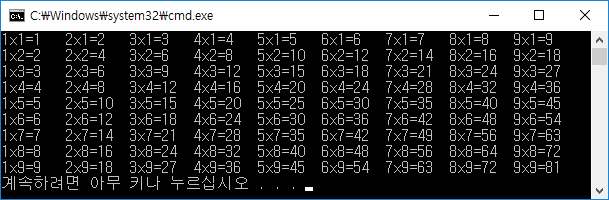 C:₩Windows₩system32₩cmd.exe
1x1=1 2x1=2 3x1=3 4x1=4 5x1=5 6x1=6 7x1=7 8x1=8 9x1=9
1x2=2 2x2=4 3x2=6 4x2=8 5x2=10 6x2=12 7x2=14 8x2=16 9x2=18
1x3=3 2x3=6 3x3=9 4x3=12 5x3=15 6x3=18 7x3=21 8x3=24 9x3=27
1x4=4 2x4=8 3x4=12 4x4=16 5x4=20 6x4=24 7x4=28 8x4=32 9x4=36
1x5=5 2x5=10 3x5=15 4x5=20 5x5=25 6x5=30 7x5=35 8x5=40 9x5=45
1x6=6 2x6=12 3x6=18 4x6=24 5x6=30 6x6=36 7x6=42 8x6=48 9x6=54
1x7=7 2x7=14 3x7=21 4x7=28 5x7=35 6x7=42 7x7=49 8x7=56 9x7=63
1x8=8 2x8=16 3x8=24 4x8=32 5x8=40 6x8=48 7x8=56 8x8=64 9x8=72
1x9=9 2x9=18 3x9=27 4x9=36 5x9=45 6x9=54 7x9=63 8x9=72 9x9=81
계속하려면 아무 키나 누르십시오 . . .